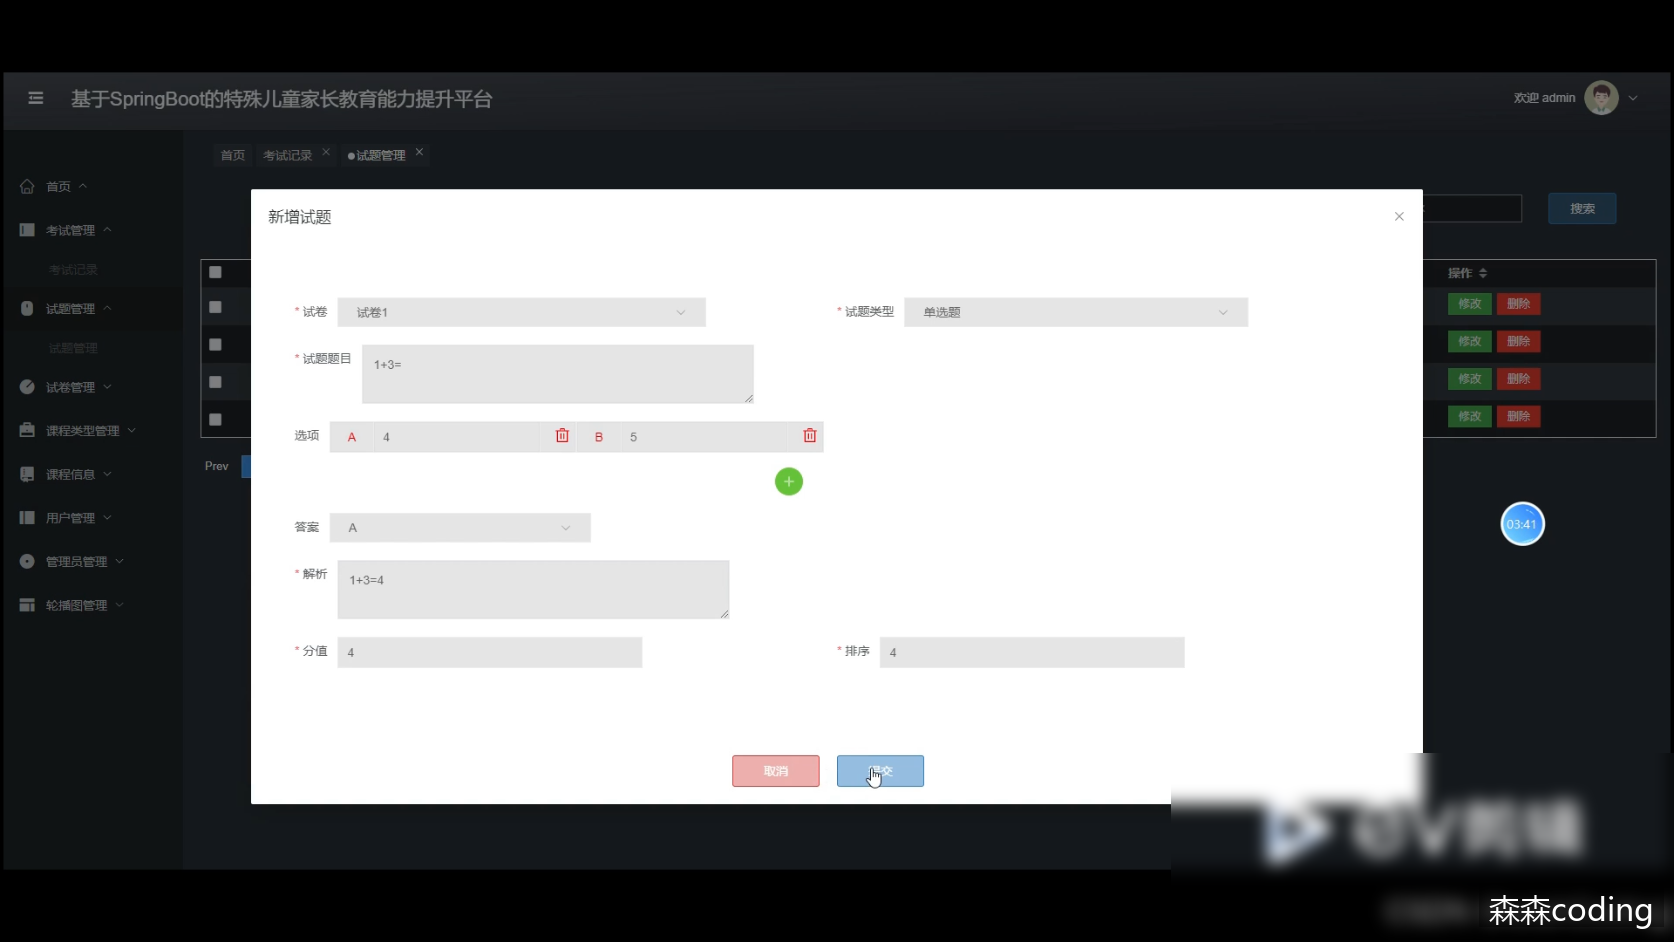 基于SpringBoot的特殊儿童家长教育能力提升平台
欢迎 admin
首页 考试记录 试题管理
首页
考试管理
考试记录
试题管理
试题管理
试卷管理
课程类型管理
课程信息
用户管理
管理员管理
轮播图管理
搜索
操作
修改 删除
修改 删除
修改 删除
修改 删除
Prev
新增试题
* 试卷 试卷1 * 试题类型 单选题
* 试题题目 1+3=
选项 A 4 B 5
答案 A
* 解析 1+3=4
* 分值 4 * 排序 4
取消 提交
03:41
森森coding